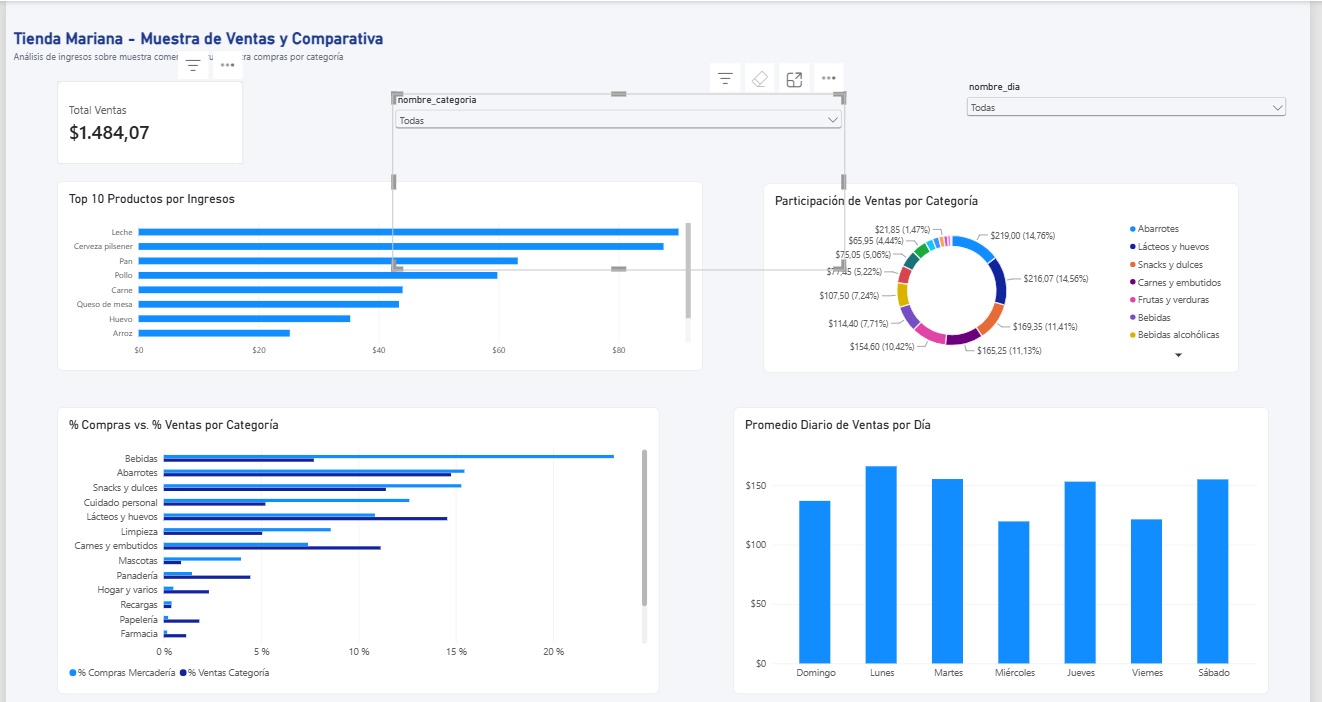 Tienda Mariana - Muestra de Ventas y Comparativa
Análisis de ingresos sobre muestra comer
ra compras por categoría
Total Ventas
$1.484,07
nombre_categoria
Todas
nombre_dia
Todas
Top 10 Productos por Ingresos
Leche
Cerveza pilsener
Pan
Pollo
Carne
Queso de mesa
Huevo
Arroz
$0 $20 $40 $60 $80
Participación de Ventas por Categoría
$219,00 (14,76%)
$216,07 (14,56%)
$169,35 (11,41%)
$165,25 (11,13%)
$154,60 (10,42%)
$114,40 (7,71%)
$107,50 (7,24%)
$77,45 (5,22%)
$75,05 (5,06%)
$65,95 (4,44%)
$21,85 (1,47%)
Abarrotes
Lácteos y huevos
Snacks y dulces
Carnes y embutidos
Frutas y verduras
Bebidas
Bebidas alcohólicas
% Compras vs. % Ventas por Categoría
Bebidas
Abarrotes
Snacks y dulces
Cuidado personal
Lácteos y huevos
Limpieza
Carnes y embutidos
Mascotas
Panadería
Hogar y varios
Recargas
Papelería
Farmacia
0 % 5 % 10 % 15 % 20 %
% Compras Mercadería % Ventas Categoría
Promedio Diario de Ventas por Día
$150
$100
$50
$0
Domingo Lunes Martes Miércoles Jueves Viernes Sábado